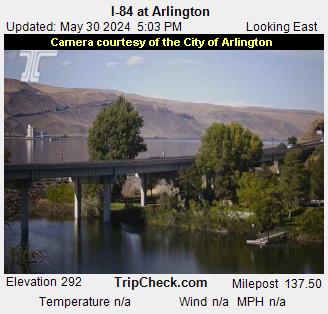 I-84 at Arlington
Updated: May 30 2024 5:03 PM Looking East
Camera courtesy of the City of Arlington
Elevation 292 TripCheck.com Milepost 137.50
Temperature n/a Wind n/a MPH n/a